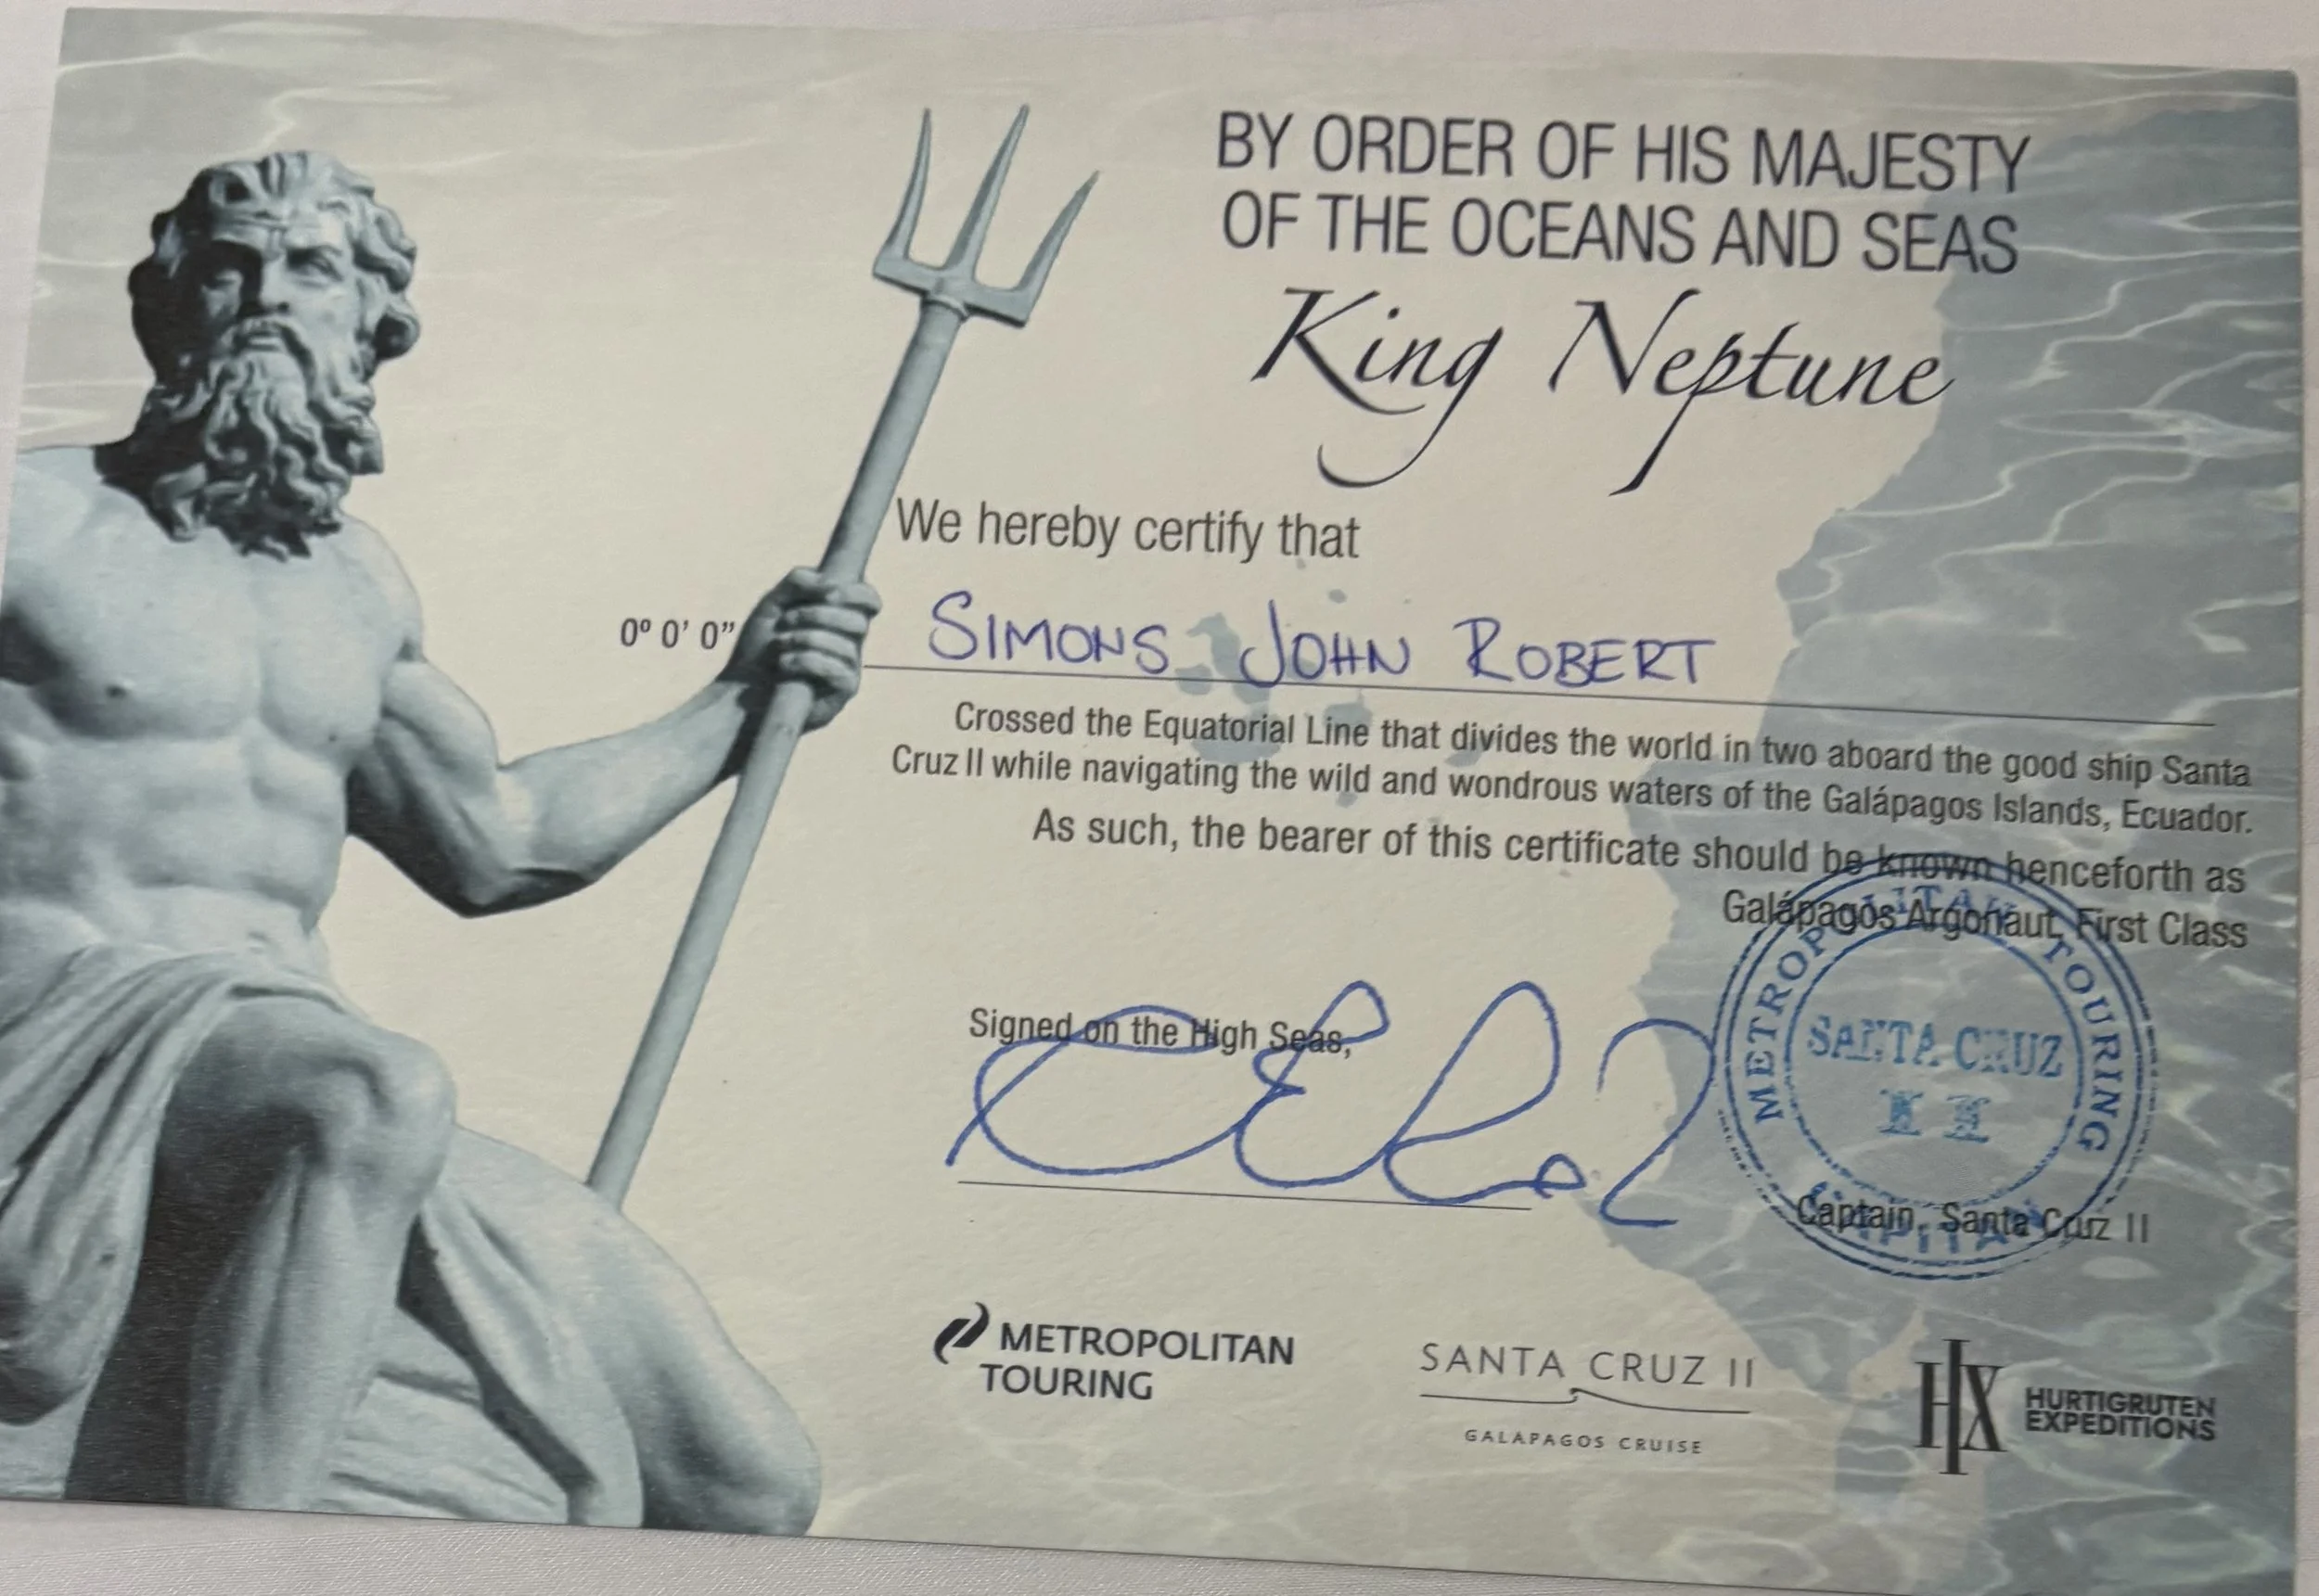 BY ORDER OF HIS MAJESTY
OF THE OCEANS AND SEAS
King Neptune
We hereby certify that
0º 0' 0"
SIMONS JOHN ROBERT
Crossed the Equatorial Line that divides the world in two aboard the good ship Santa
Cruz II while navigating the wild and wondrous waters of the Galápagos Islands, Ecuador.
As such, the bearer of this certificate should be known henceforth as
Galápagos Argonaut, First Class
Signed on the High Seas,
METROPOLITAN TOURING
SANTA CRUZ
II
Captain, Santa Cruz II
METROPOLITAN
TOURING
SANTA CRUZ II
GALAPAGOS CRUISE
HX
HURTIGRUTEN
EXPEDITIONS